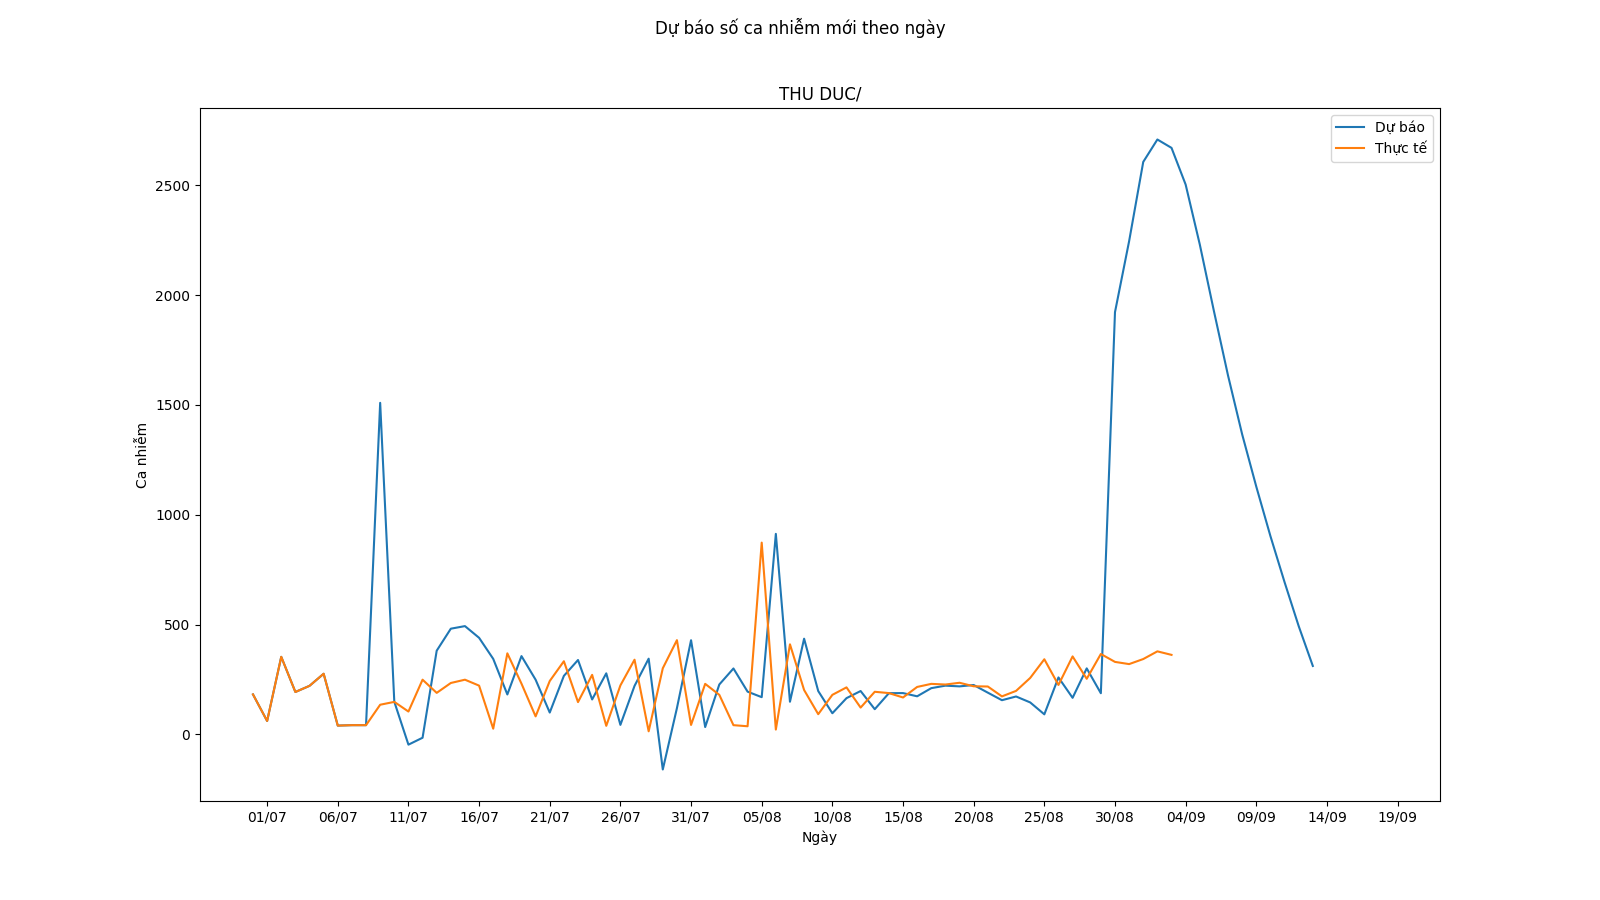 Dự báo số ca nhiễm mới theo ngày
THU DUC/
Dự báo
Thực tế
2500
2000
1500
1000
500
0
Ca nhiễm
01/07 06/07 11/07 16/07 21/07 26/07 31/07 05/08 10/08 15/08 20/08 25/08 30/08 04/09 09/09 14/09 19/09
Ngày